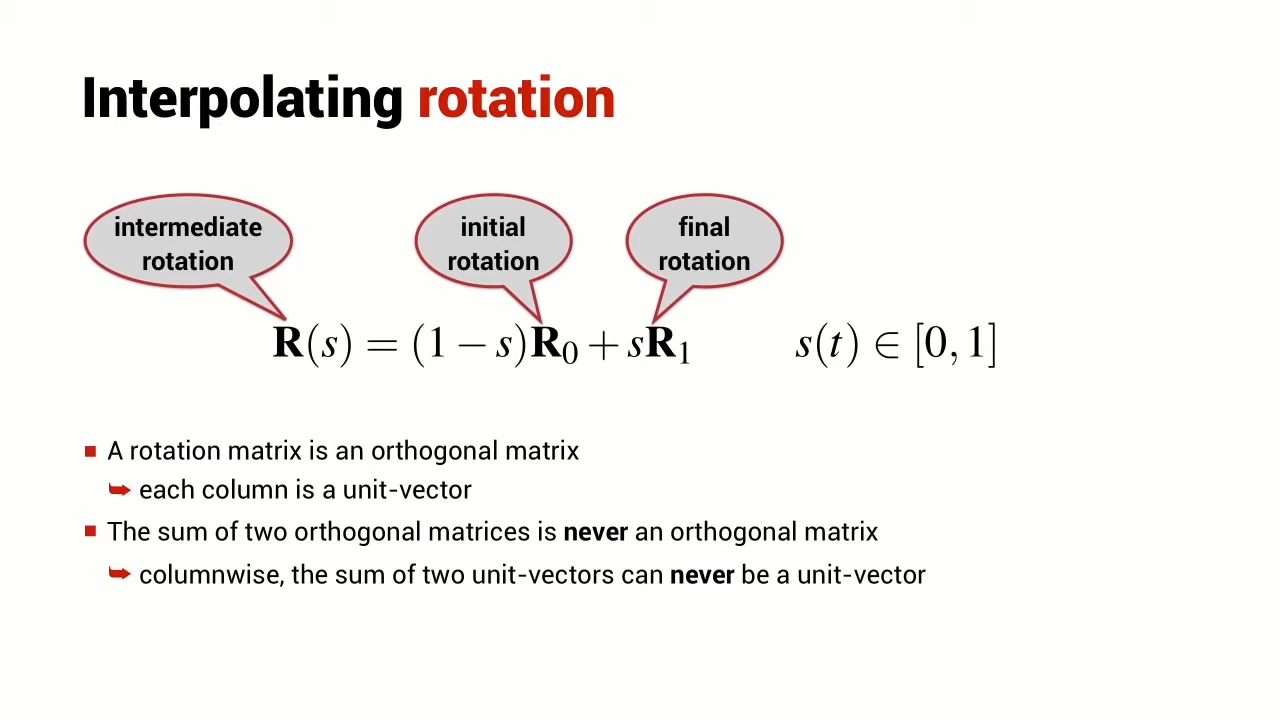 Interpolating rotation
intermediate
rotation
initial
rotation
final
rotation
R(s) = (1 − s)R₀ + sR₁ s(t) ∈ [0, 1]
■ A rotation matrix is an orthogonal matrix
➥ each column is a unit-vector
■ The sum of two orthogonal matrices is never an orthogonal matrix
➥ columnwise, the sum of two unit-vectors can never be a unit-vector